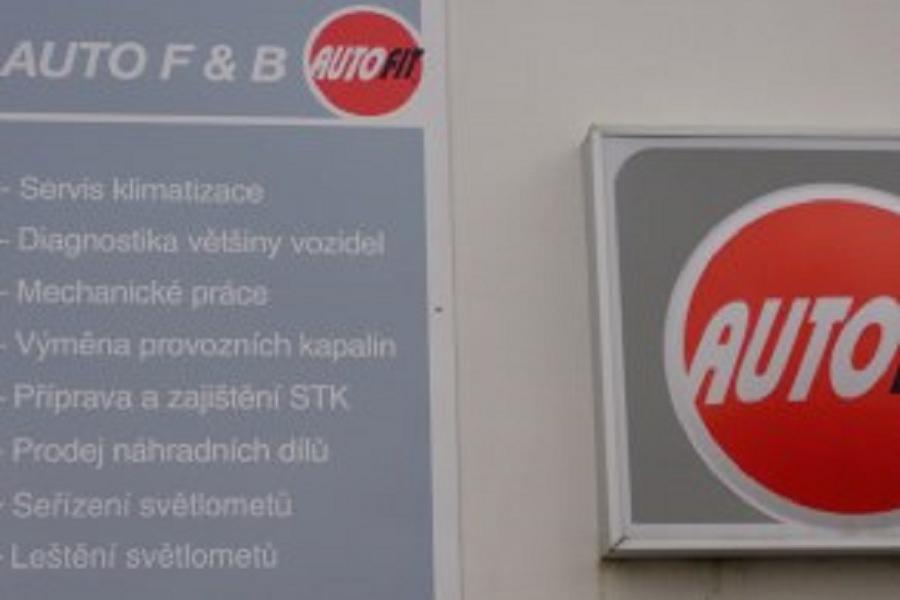 AUTO F & B AUTOFIT
- Servis klimatizace
- Diagnostika většiny vozidel
- Mechanické práce
- Výměna provozních kapalin
- Příprava a zajištění STK
- Prodej náhradních dílů
- Seřízení světlometů
- Leštění světlometů
AUTO